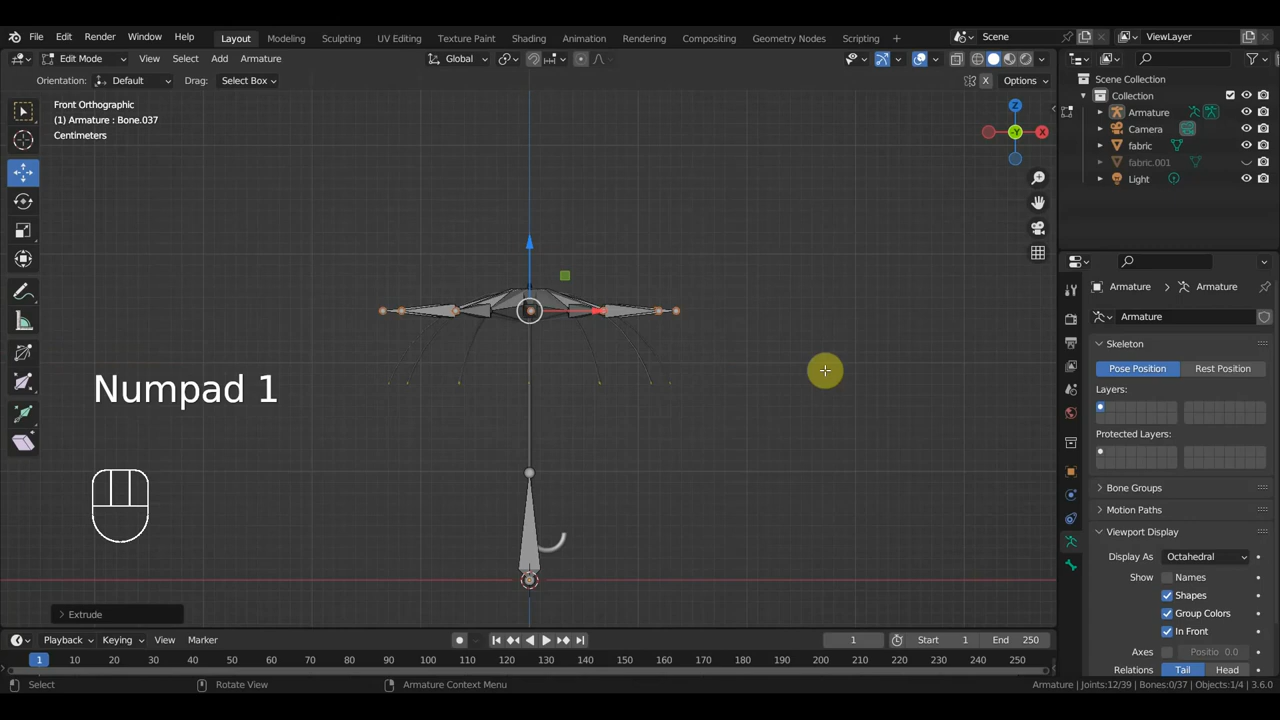 File Edit Render Window Help Layout Modeling Sculpting UV Editing Texture Paint Shading Animation Rendering Compositing Geometry Nodes Scripting + Scene ViewLayer
Edit Mode View Select Add Armature Global
Orientation: Default Drag: Select Box X Options
Front Orthographic
(1) Armature : Bone.037
Centimeters
Z
-Y
X
Scene Collection
Collection
Armature
Camera
fabric
fabric.001
Light
Armature Armature
Armature
Skeleton
Pose Position Rest Position
Layers:
Protected Layers:
Bone Groups
Motion Paths
Viewport Display
Display As Octahedral
Show Names
Shapes
Group Colors
In Front
Axes Positio 0.0
Relations Tail Head
Numpad 1
Extrude
Playback Keying View Marker 1 Start 1 End 250
1 10 20 30 40 50 60 70 80 90 100 110 120 130 140 150 160 170 180 190 200 210 220 230 240 250
Select Rotate View Armature Context Menu Armature | Joints:12/39 | Bones:0/37 | Objects:1/4 | 3.6.0